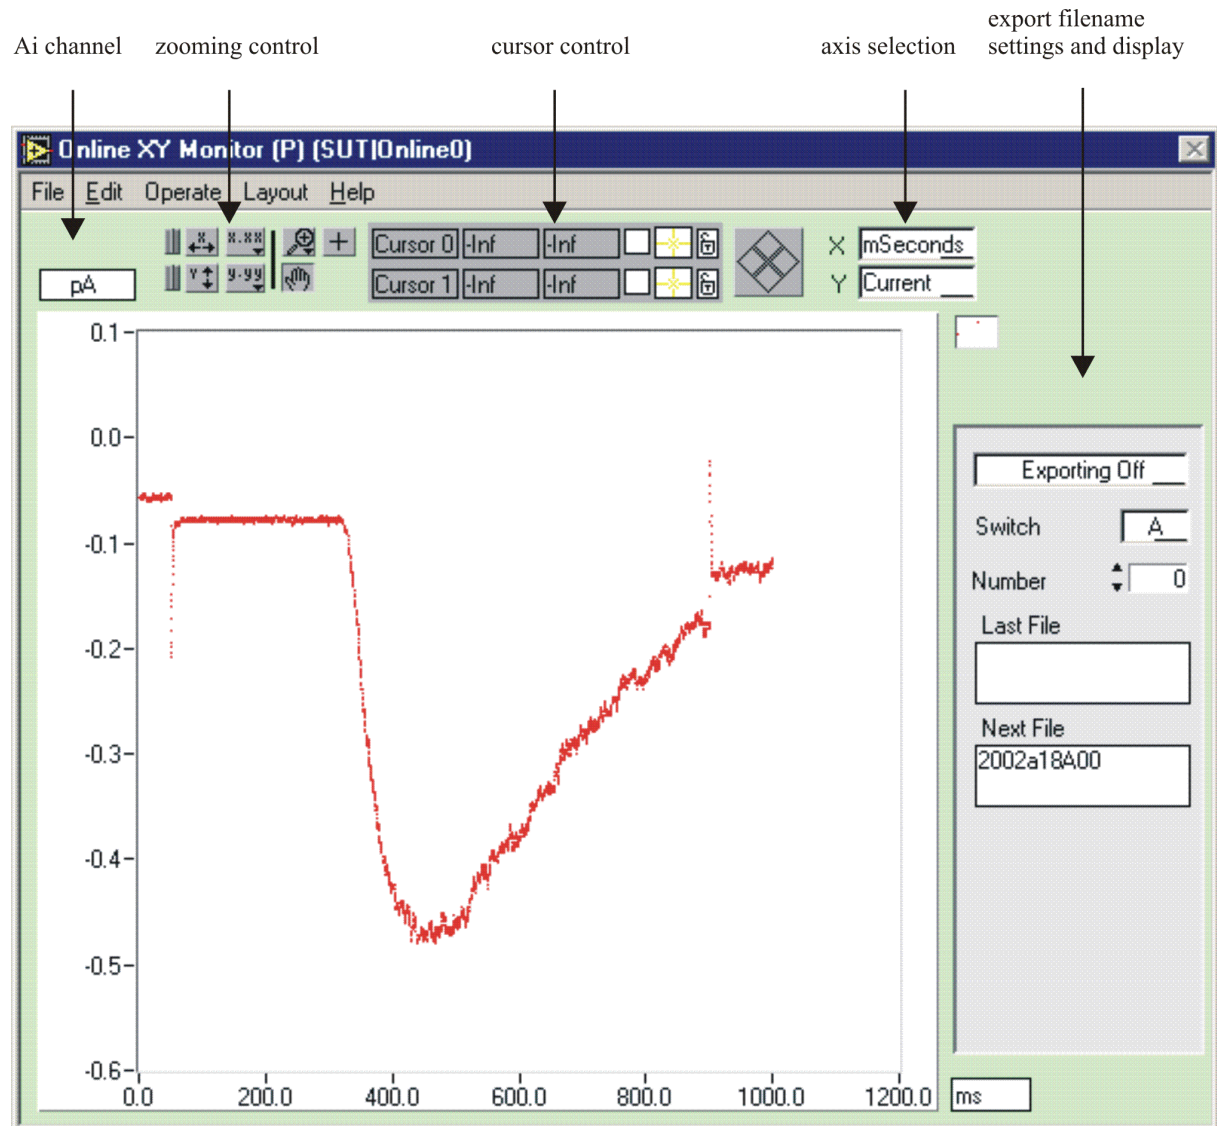 export filename
Ai channel zooming control cursor control axis selection settings and display
Online XY Monitor (P) (SUT|Online0)
File Edit Operate Layout Help
X x.xx Cursor 0 -Inf -Inf X mSeconds
pA Y y.yy Cursor 1 -Inf -Inf Y Current
0.1
0.0
-0.1
-0.2
-0.3
-0.4
-0.5
-0.6
0.0 200.0 400.0 600.0 800.0 1000.0 1200.0 ms
Exporting Off
Switch A
Number 0
Last File
Next File
2002a18A00